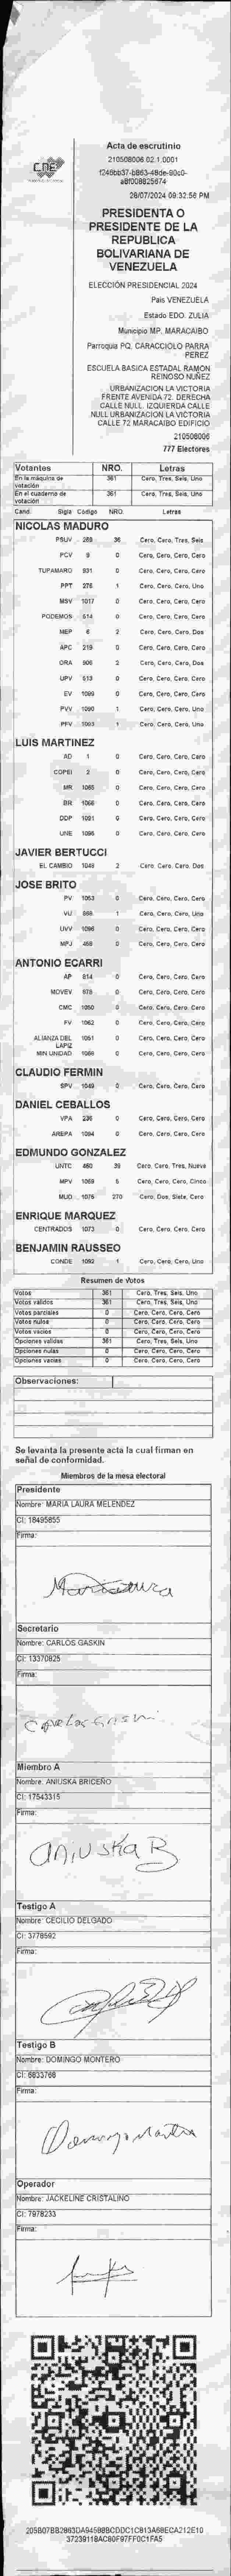 CNE
Acta de escrutinio
210508006.02.1.0001
28/07/2024 09:32:56 PM
PRESIDENTA O
PRESIDENTE DE LA
REPUBLICA
BOLIVARIANA DE
VENEZUELA
ELECCIÓN PRESIDENCIAL 2024
Pais VENEZUELA
Estado EDO. ZULIA
Municipio MP. MARACAIBO
Parroquia PQ. CARACCIOLO PARRA
PEREZ
ESCUELA BASICA ESTADAL RAMON
REINOSO NUÑEZ
URBANIZACION LA VICTORIA
FRENTE AVENIDA 72. DERECHA
CALLE NULL. IZQUIERDA CALLE
NULL URBANIZACION LA VICTORIA
CALLE 72 MARACAIBO EDIFICIO
210508006
777 Electores
Votantes NRO. Letras
En la máquina de votación 361 Cero, Tres, Seis, Uno
En el cuaderno de votación 361 Cero, Tres, Seis, Uno
Cand. Sigla Código NRO. Letras
NICOLAS MADURO
PSUV 36 Cero, Cero, Tres, Seis
PCV 9 0 Cero, Cero, Cero, Cero
TUPAMARO 931 0 Cero, Cero, Cero, Cero
PPT 275 1 Cero, Cero, Cero, Uno
MSV 1017 0 Cero, Cero, Cero, Cero
PODEMOS 514 0 Cero, Cero, Cero, Cero
MEP 6 2 Cero, Cero, Cero, Dos
APC 219 0 Cero, Cero, Cero, Cero
ORA 906 2 Cero, Cero, Cero, Dos
UPV 513 0 Cero, Cero, Cero, Cero
EV 1089 0 Cero, Cero, Cero, Cero
PVV 1090 1 Cero, Cero, Cero, Uno
PFV 1093 1 Cero, Cero, Cero, Uno
LUIS MARTINEZ
AD 1 0 Cero, Cero, Cero, Cero
COPEI 2 0 Cero, Cero, Cero, Cero
MR 1065 0 Cero, Cero, Cero, Cero
BR 1066 0 Cero, Cero, Cero, Cero
DDP 1091 0 Cero, Cero, Cero, Cero
UNE 1095 0 Cero, Cero, Cero, Cero
JAVIER BERTUCCI
EL CAMBIO 1048 2 Cero, Cero, Cero, Dos
JOSE BRITO
PV 1053 0 Cero, Cero, Cero, Cero
VU 868 1 Cero, Cero, Cero, Uno
UVV 1096 0 Cero, Cero, Cero, Cero
MPJ 458 0 Cero, Cero, Cero, Cero
ANTONIO ECARRI
AP 814 0 Cero, Cero, Cero, Cero
MOVEV 678 0 Cero, Cero, Cero, Cero
CMC 1050 0 Cero, Cero, Cero, Cero
FV 1062 0 Cero, Cero, Cero, Cero
ALIANZA DEL LAPIZ 1051 0 Cero, Cero, Cero, Cero
MIN UNIDAD 1056 0 Cero, Cero, Cero, Cero
CLAUDIO FERMIN
SPV 1049 0 Cero, Cero, Cero, Cero
DANIEL CEBALLOS
VPA 236 0 Cero, Cero, Cero, Cero
AREPA 1094 0 Cero, Cero, Cero, Cero
EDMUNDO GONZALEZ
UNTC 460 39 Cero, Cero, Tres, Nueve
MPV 1069 5 Cero, Cero, Cero, Cinco
MUD 1075 270 Cero, Dos, Siete, Cero
ENRIQUE MARQUEZ
CENTRADOS 1073 0 Cero, Cero, Cero, Cero
BENJAMIN RAUSSEO
CONDE 1092 1 Cero, Cero, Cero, Uno
Resumen de Votos
Votos 361 Cero, Tres, Seis, Uno
Votos validos 361 Cero, Tres, Seis, Uno
Votos parciales 0 Cero, Cero, Cero, Cero
Votos nulos 0 Cero, Cero, Cero, Cero
Votos vacios 0 Cero, Cero, Cero, Cero
Opciones validas 361 Cero, Tres, Seis, Uno
Opciones nulas 0 Cero, Cero, Cero, Cero
Opciones vacias 0 Cero, Cero, Cero, Cero
Observaciones:
Se levanta la presente acta la cual firman en
señal de conformidad.
Miembros de la mesa electoral
Presidente
Nombre: MARIA LAURA MELENDEZ
CI: 18495855
Firma:
Secretario
Nombre: CARLOS GASKIN
CI: 13370825
Firma:
Carlos Gaskin
Miembro A
Nombre: ANIUSKA BRICEÑO
CI: 17543315
Firma:
aniuska B
Testigo A
Nombre: CECILIO DELGADO
CI: 3778592
Firma:
Testigo B
Nombre: DOMINGO MONTERO
CI: 5833768
Firma:
Operador
Nombre: JACKELINE CRISTALINO
CI: 7978233
Firma: